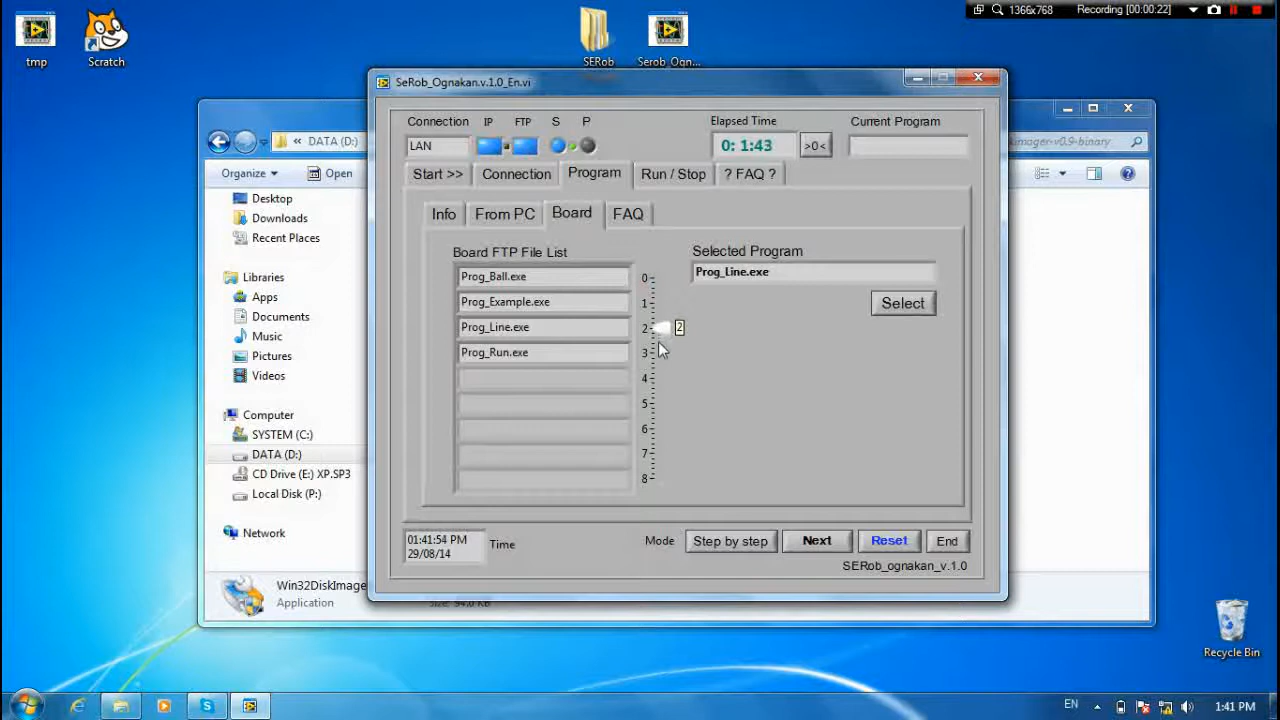 1366x768
Recording [00:00:22]
tmp
Scratch
SERob
Serob_Ogn...
SeRob_Ognakan.v.1.0_En.vi
« DATA (D:)
kimager-v0.9-binary
Organize
Open
Desktop
Downloads
Recent Places
Libraries
Apps
Documents
Music
Pictures
Videos
Computer
SYSTEM (C:)
DATA (D:)
CD Drive (E:) XP.SP3
Local Disk (P:)
Network
Win32DiskImage
Application
Connection IP FTP S P
LAN
Elapsed Time
0: 1:43
>0<
Current Program
Start >> Connection Program Run / Stop ? FAQ ?
Info From PC Board FAQ
Board FTP File List
Prog_Ball.exe
Prog_Example.exe
Prog_Line.exe
Prog_Run.exe
0
1
2
2
3
4
5
6
7
8
Selected Program
Prog_Line.exe
Select
01:41:54 PM
29/08/14
Time
Mode Step by step Next Reset End
SERob_ognakan_v.1.0
Recycle Bin
EN
1:41 PM